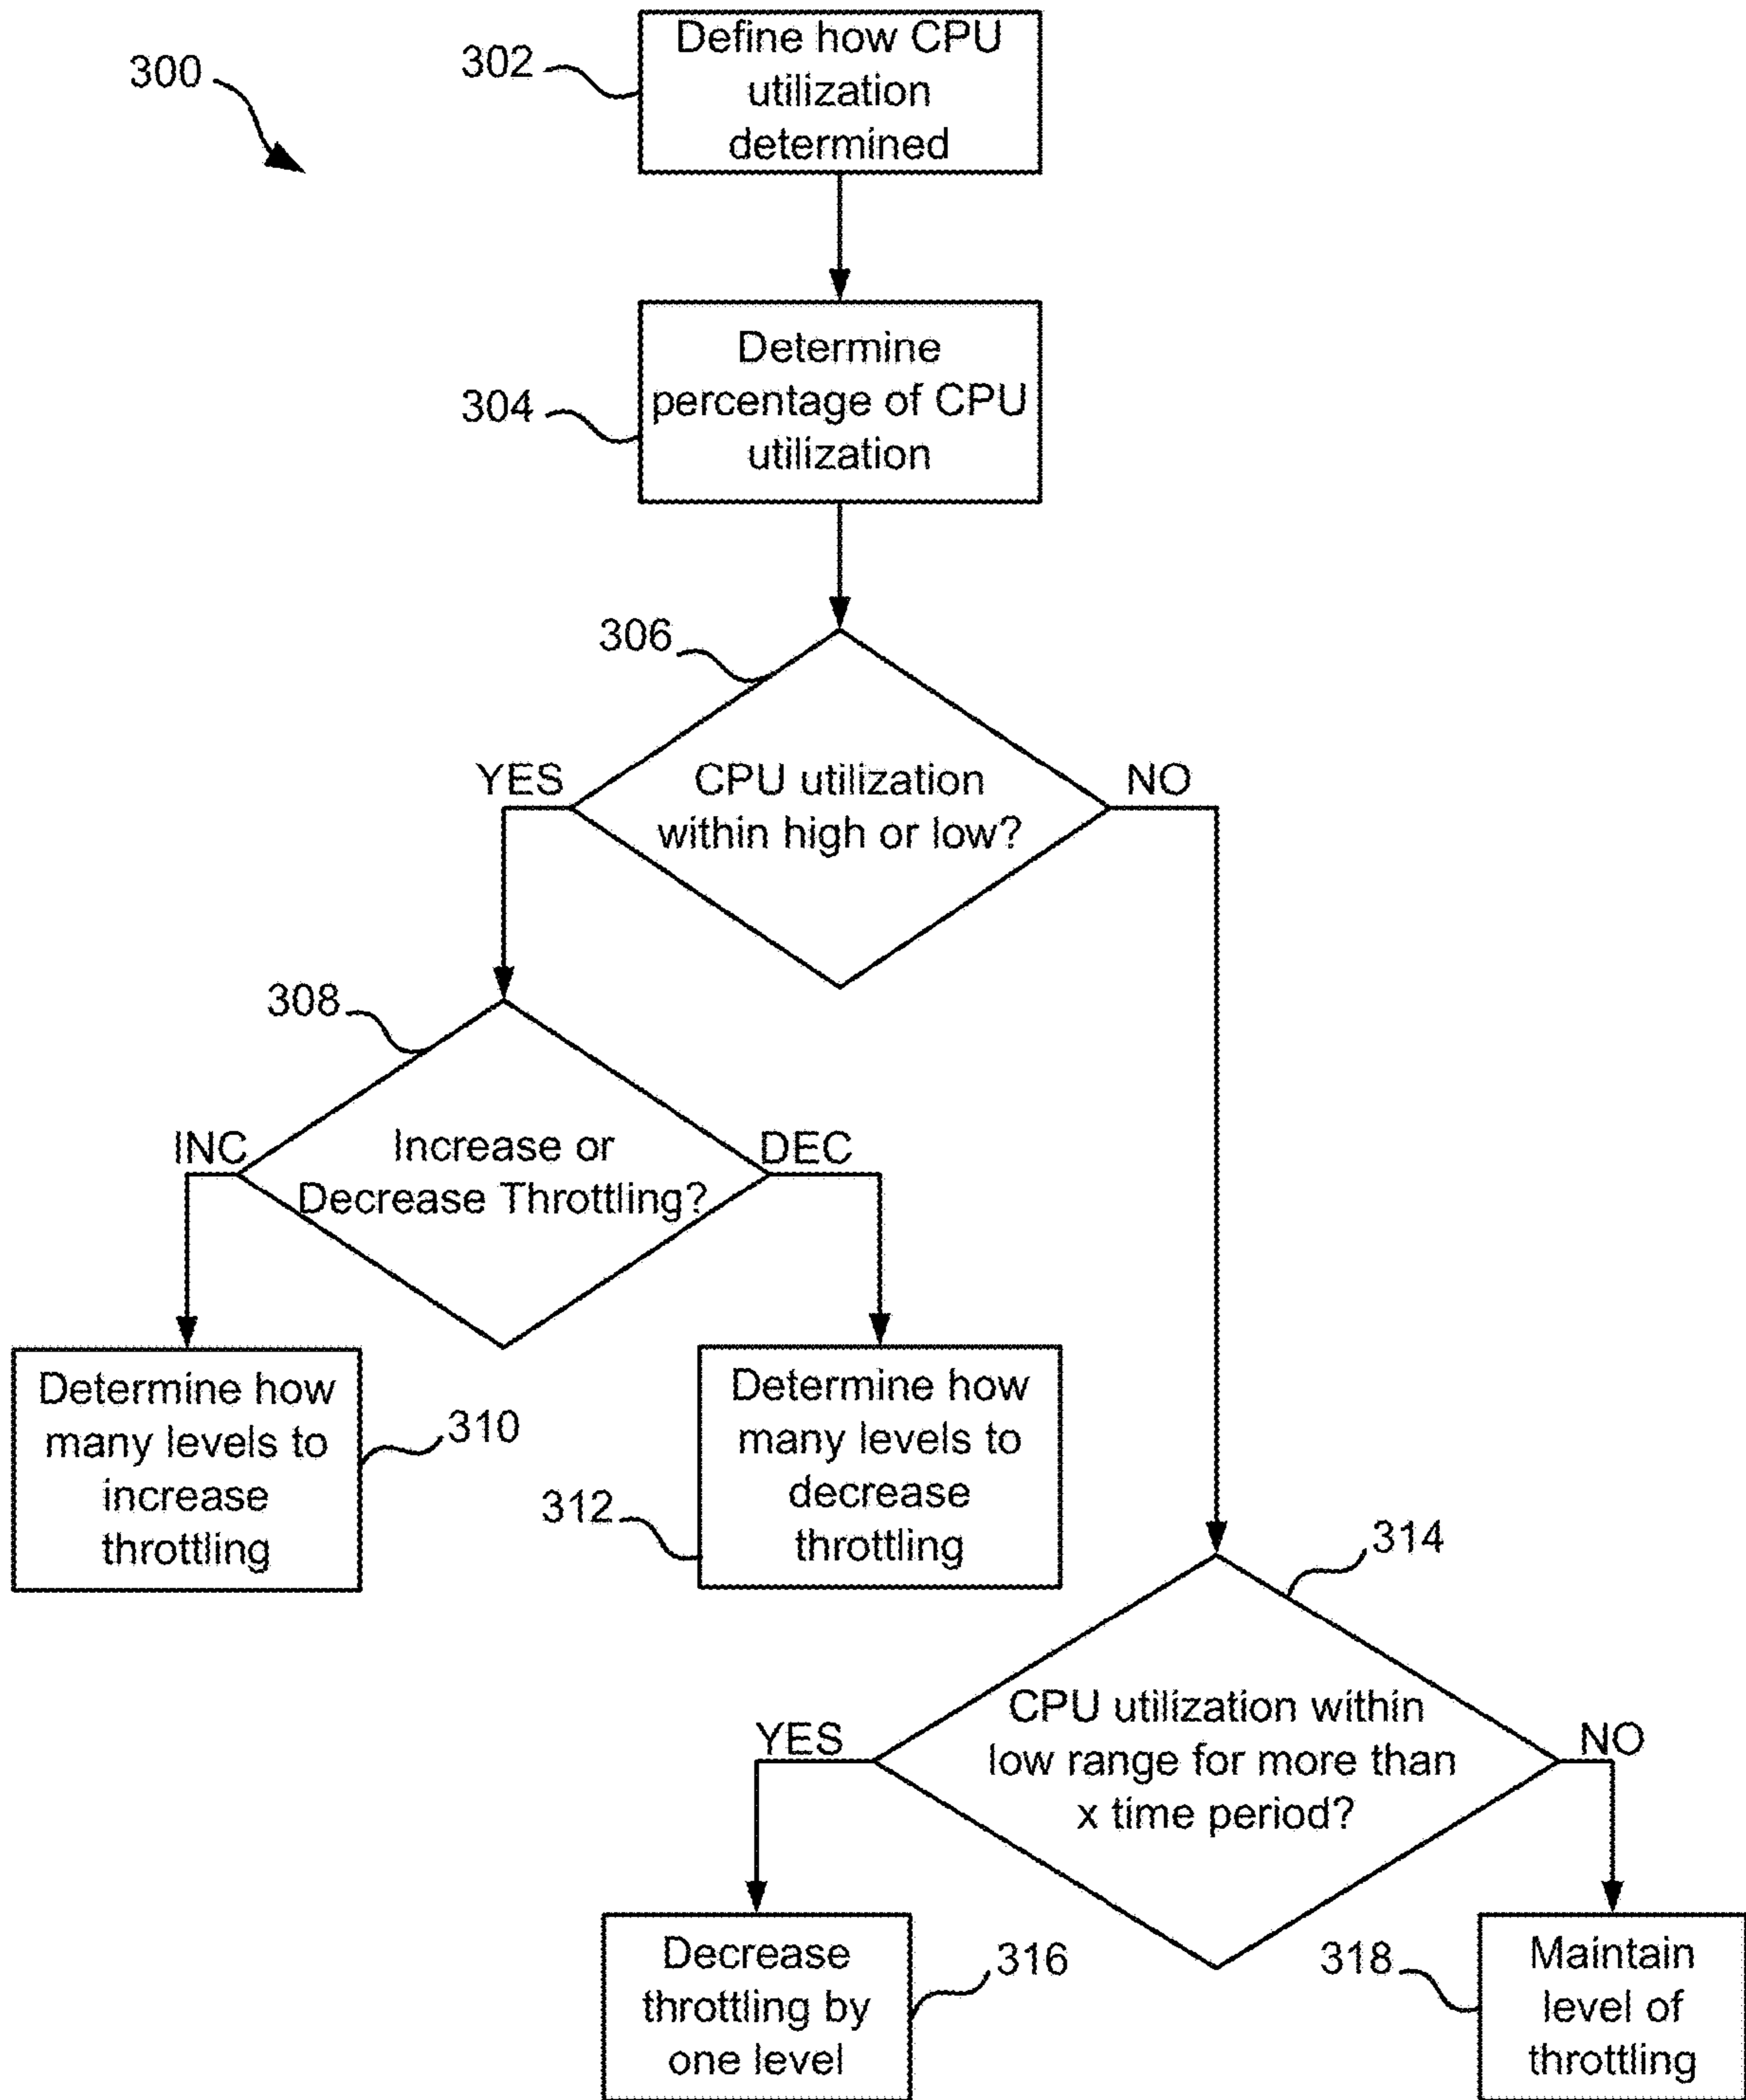 300
302
Define how CPU
utilization
determined
304
Determine
percentage of CPU
utilization
306
YES
CPU utilization
within high or low?
NO
308
INC
Increase or
Decrease Throttling?
DEC
Determine how
many levels to
increase
throttling
310
312
Determine how
many levels to
decrease
throttling
314
YES
CPU utilization within
low range for more than
x time period?
NO
Decrease
throttling by
one level
316
318
Maintain
level of
throttling